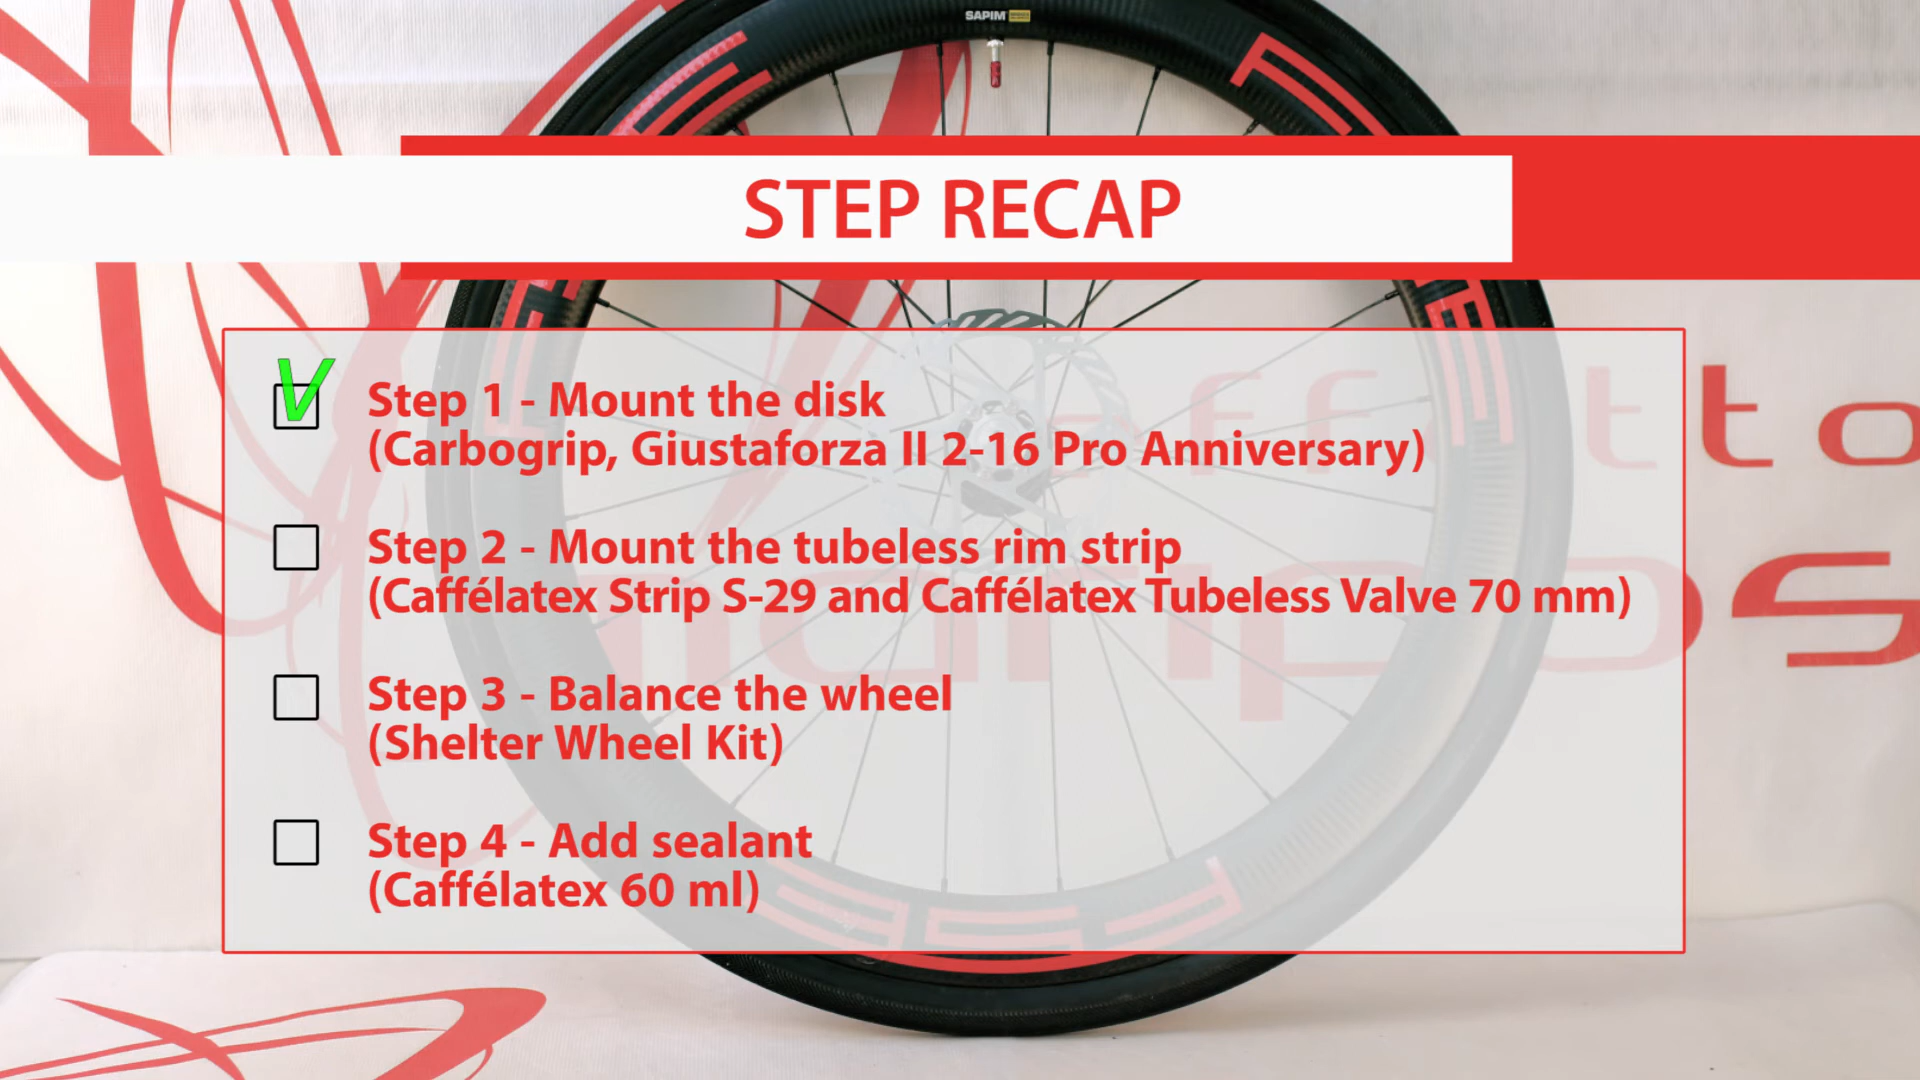 SAPIM
STEP RECAP
V
Step 1 - Mount the disk
(Carbogrip, Giustaforza II 2-16 Pro Anniversary)
Step 2 - Mount the tubeless rim strip
(Caffélatex Strip S-29 and Caffélatex Tubeless Valve 70 mm)
Step 3 - Balance the wheel
(Shelter Wheel Kit)
Step 4 - Add sealant
(Caffélatex 60 ml)